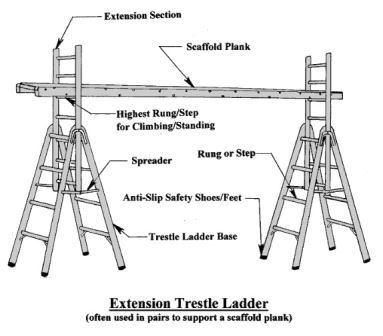 Extension Section
Scaffold Plank
Highest Rung/Step
for Climbing/Standing
Spreader
Rung or Step
Anti-Slip Safety Shoes/Feet
Trestle Ladder Base
Extension Trestle Ladder
(often used in pairs to support a scaffold plank)